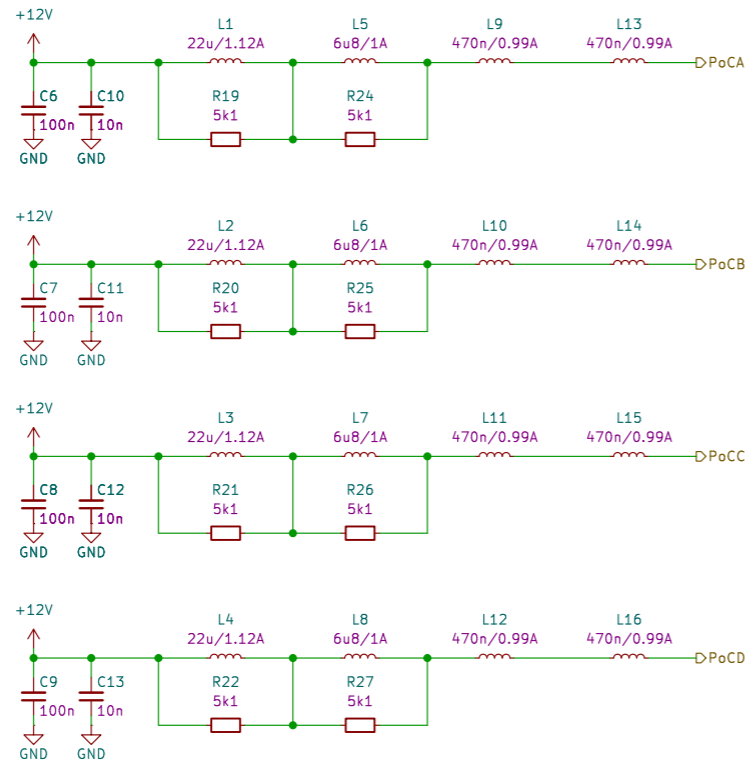 +12V
L1 L5 L9 L13
22u/1.12A 6u8/1A 470n/0.99A 470n/0.99A
PoCA
C6 C10 R19 R24
100n 10n 5k1 5k1
GND GND
+12V
L2 L6 L10 L14
22u/1.12A 6u8/1A 470n/0.99A 470n/0.99A
PoCB
C7 C11 R20 R25
100n 10n 5k1 5k1
GND GND
+12V
L3 L7 L11 L15
22u/1.12A 6u8/1A 470n/0.99A 470n/0.99A
PoCC
C8 C12 R21 R26
100n 10n 5k1 5k1
GND GND
+12V
L4 L8 L12 L16
22u/1.12A 6u8/1A 470n/0.99A 470n/0.99A
PoCD
C9 C13 R22 R27
100n 10n 5k1 5k1
GND GND